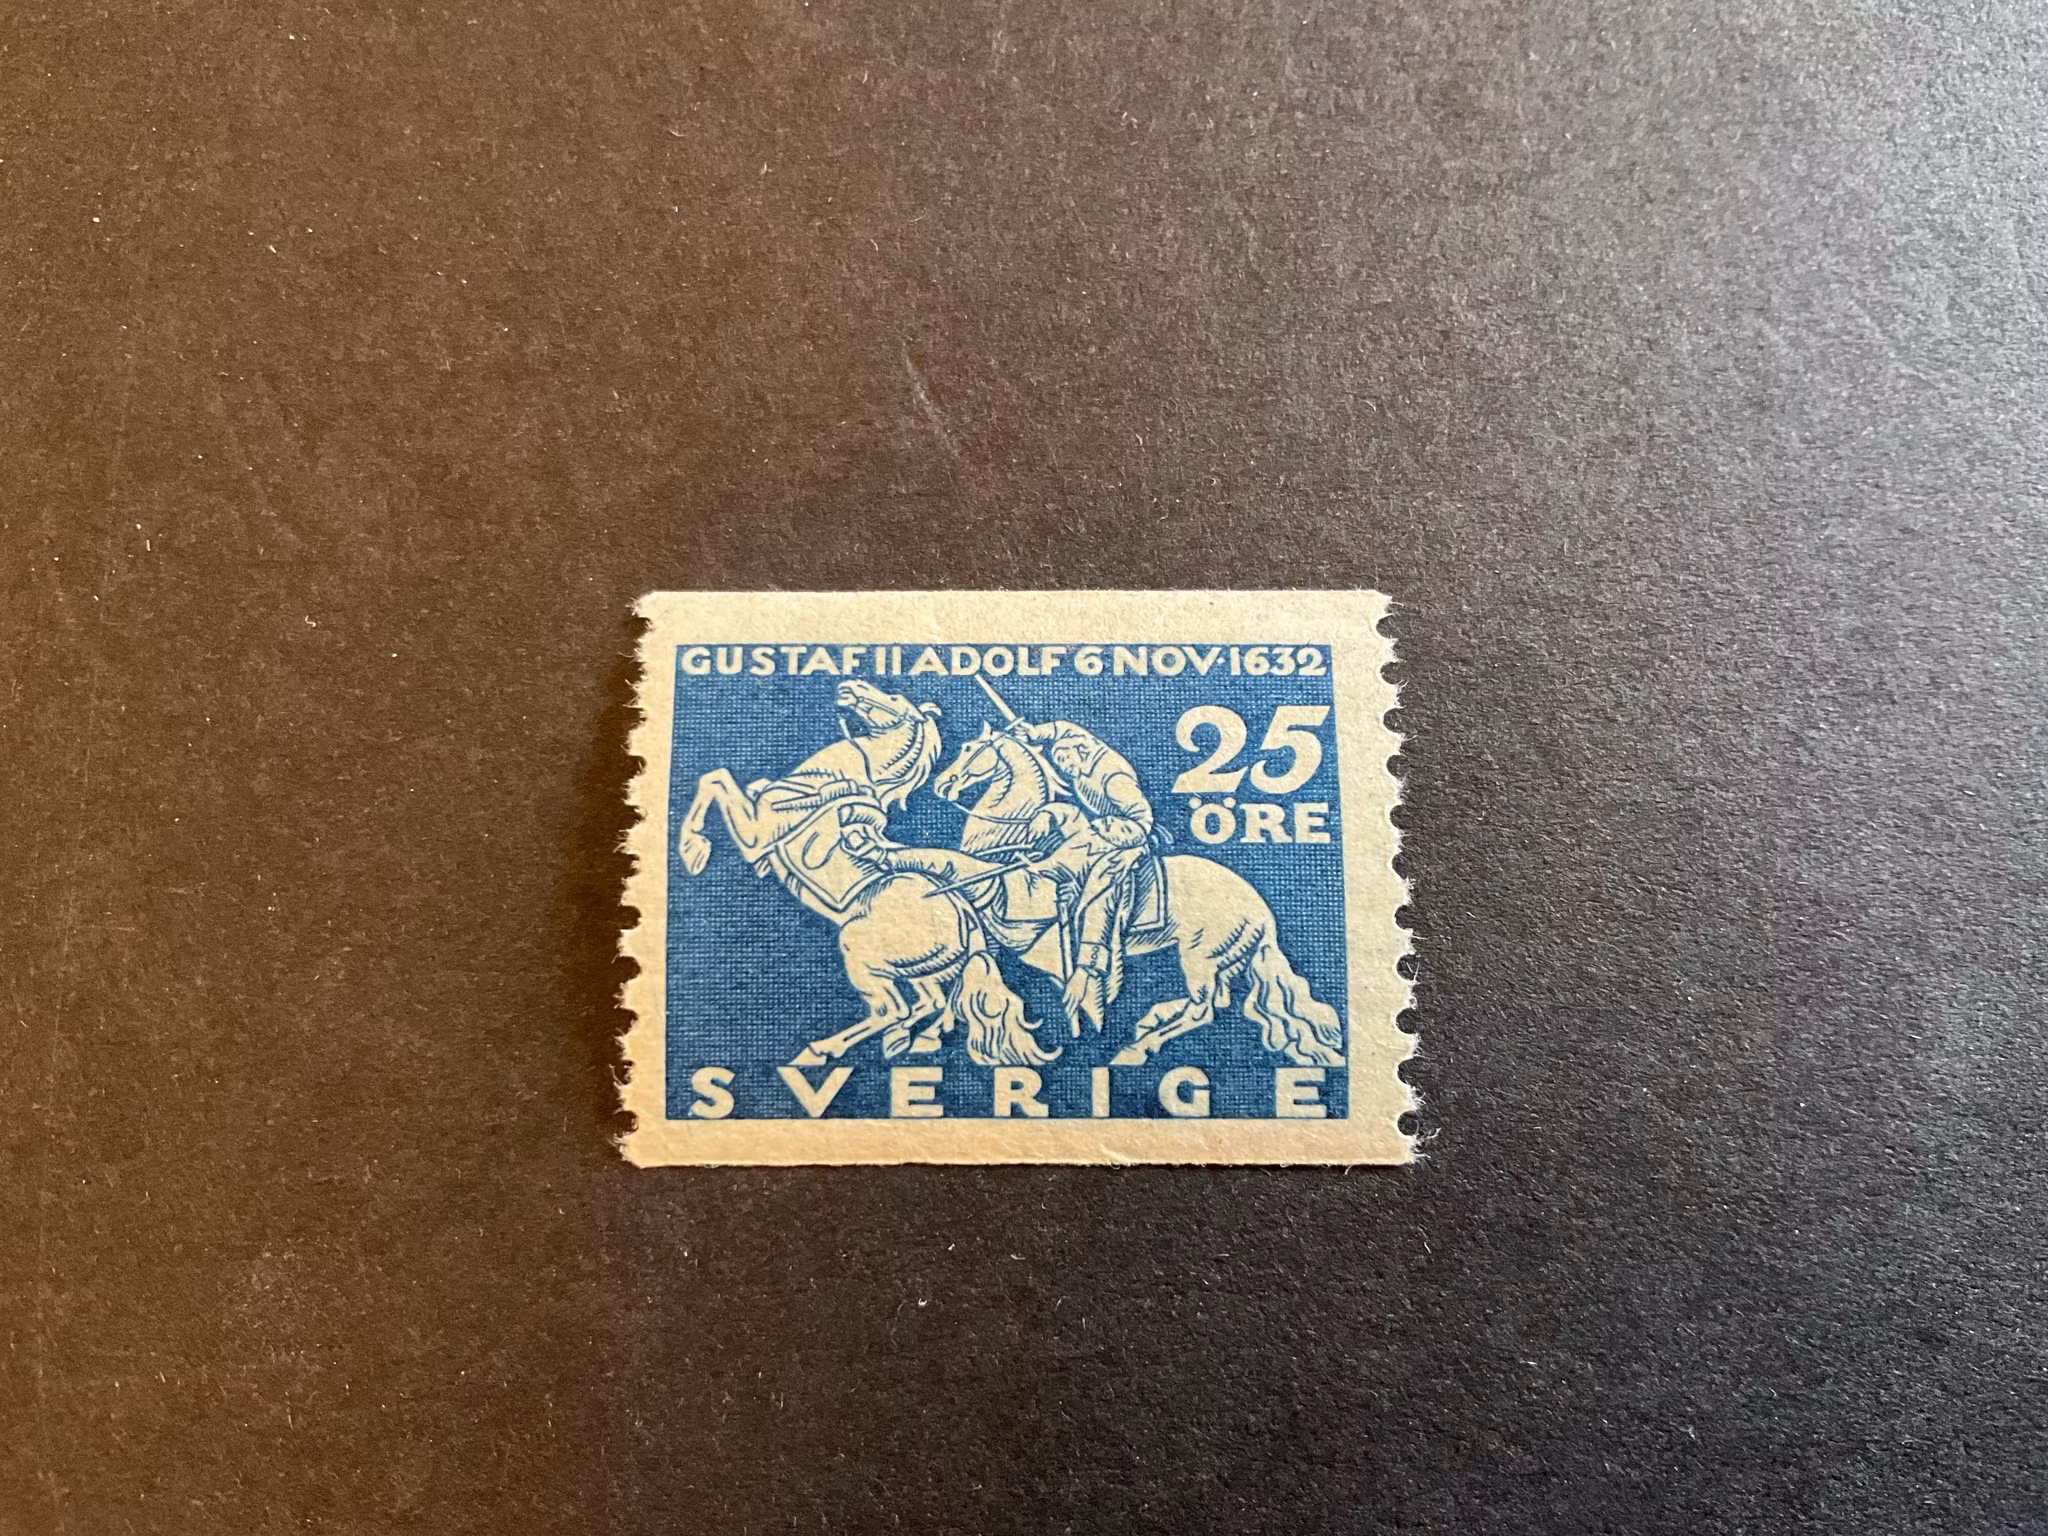 GUSTAF II ADOLF 6 NOV·1632
25
ÖRE
SVERIGE